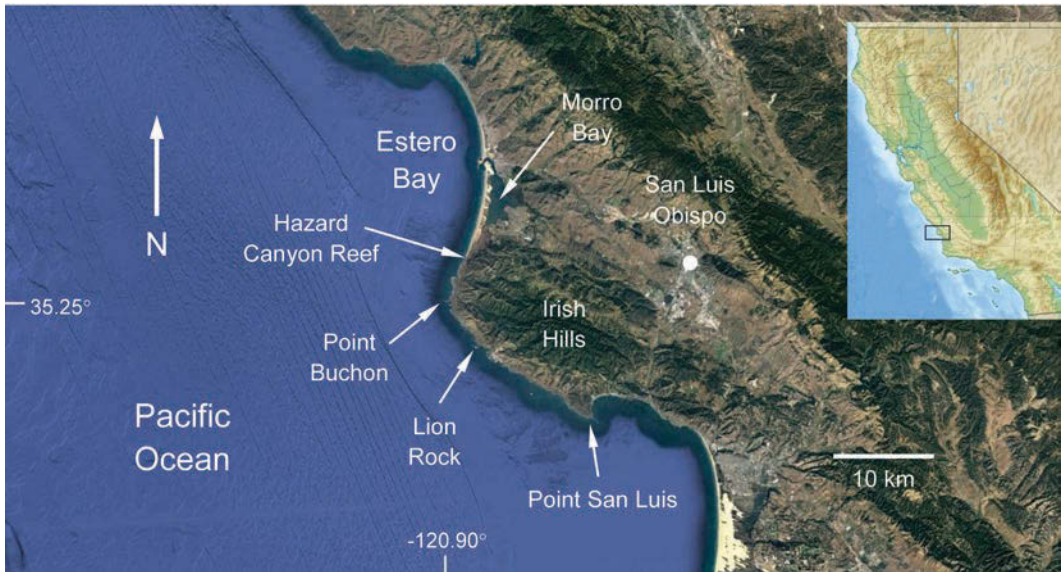 Morro
Bay
Estero
Bay
San Luis
Obispo
Hazard
Canyon Reef
N
35.25°
Irish
Hills
Point
Buchon
Pacific
Ocean
Lion
Rock
10 km
Point San Luis
-120.90°